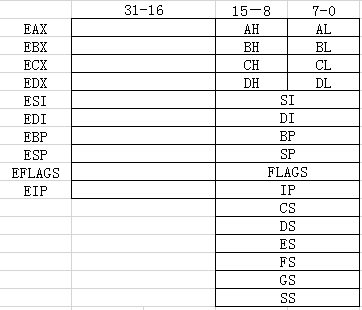 31-16 15—8 7-0
EAX AH AL
EBX BH BL
ECX CH CL
EDX DH DL
ESI SI
EDI DI
EBP BP
ESP SP
EFLAGS FLAGS
EIP IP
CS
DS
ES
FS
GS
SS